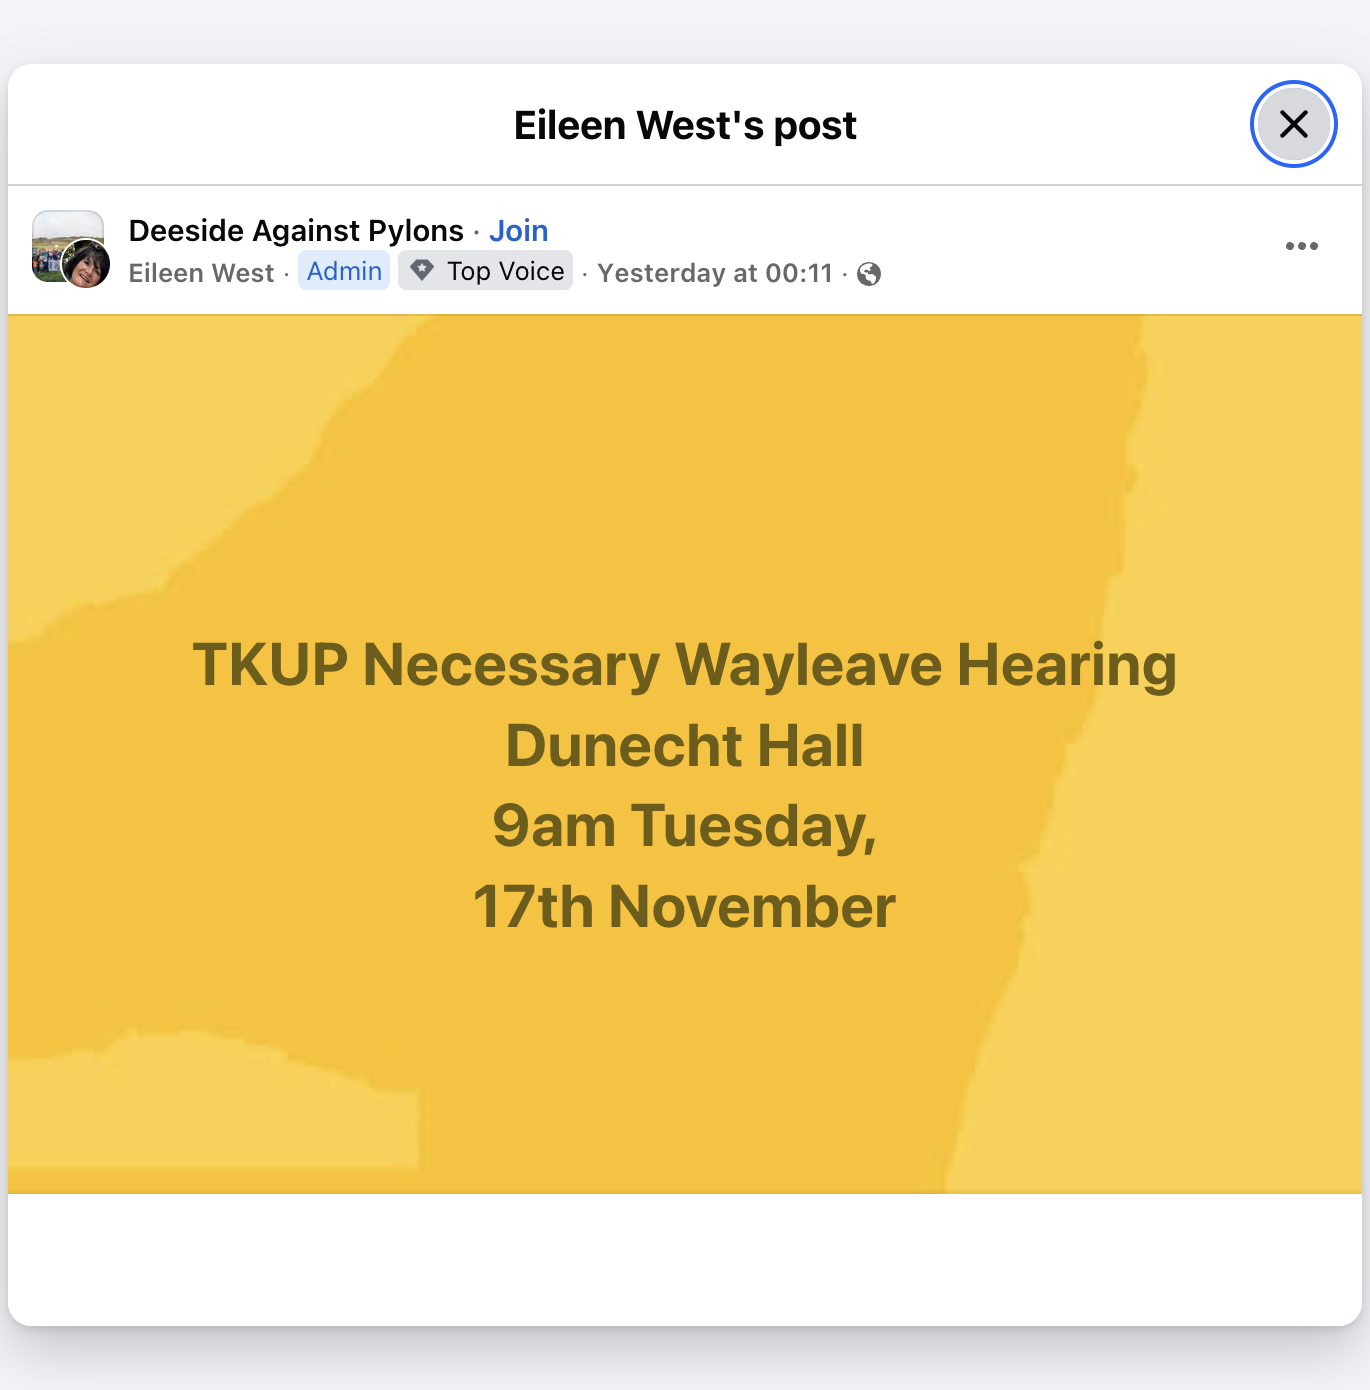 Eileen West's post
Deeside Against Pylons · Join
Eileen West · Admin Top Voice · Yesterday at 00:11 ·
TKUP Necessary Wayleave Hearing
Dunecht Hall
9am Tuesday,
17th November